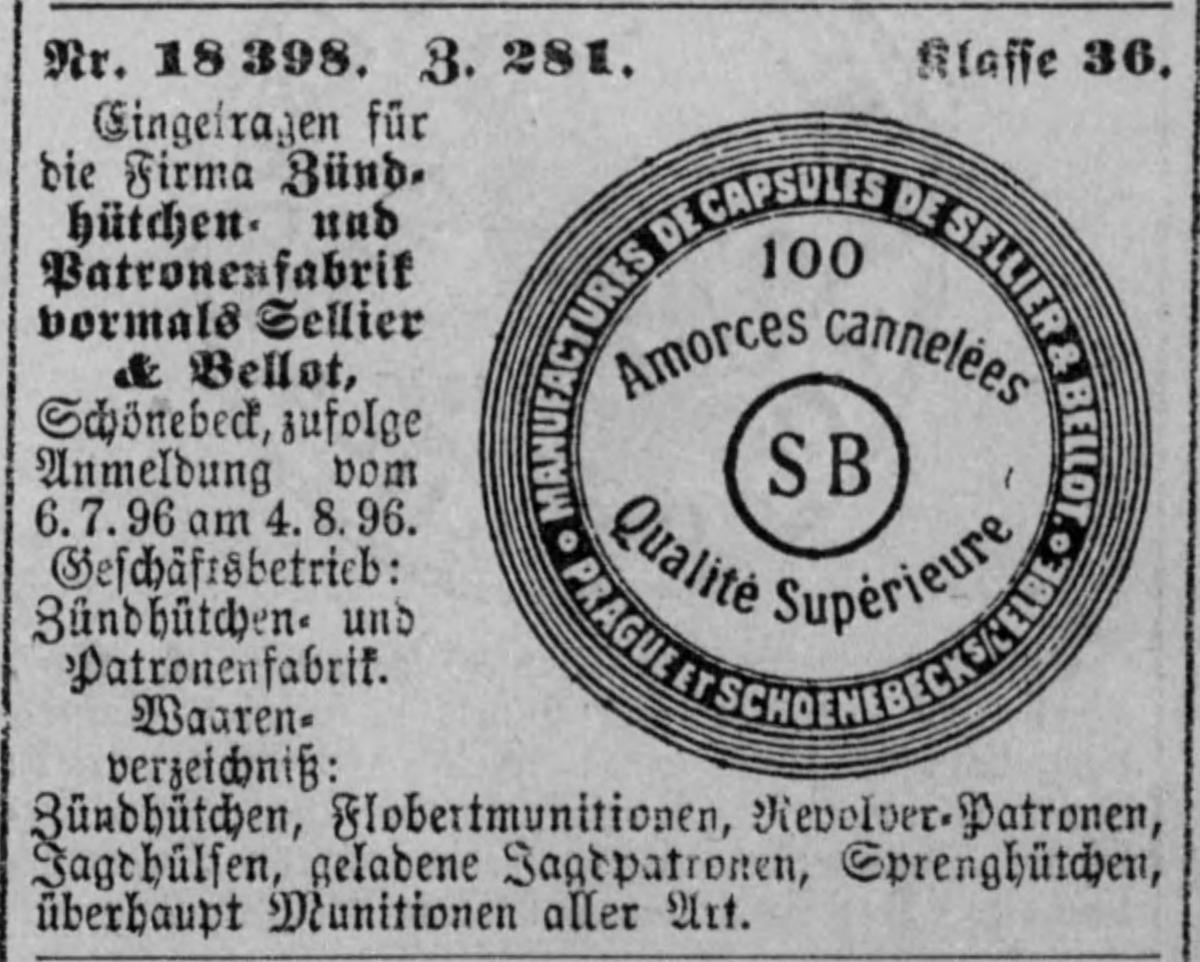 Nr. 18 398. Z. 281. Klasse 36.
Eingetragen für
die Firma Zünd-
hütchen- und
Patronenfabrik
vormals Sellier
& Bellot,
Schönebeck, zufolge
Anmeldung vom
6. 7. 96 am 4. 8. 96.
Geschäftsbetrieb:
Zündhütchen- und
Patronenfabrik.
Waaren-
verzeichniß:
Zündhütchen, Flobertmunitionen, Revolver-Patronen,
Jagdhülsen, geladene Jagdpatronen, Sprenghütchen,
überhaupt Munitionen aller Art.
MANUFACTURES DE CAPSULES DE SELLIER & BELLOT.
PRAGUE ET SCHOENEBECK S/L'ELBE
100
Amorces cannelées
SB
Qualité Supérieure